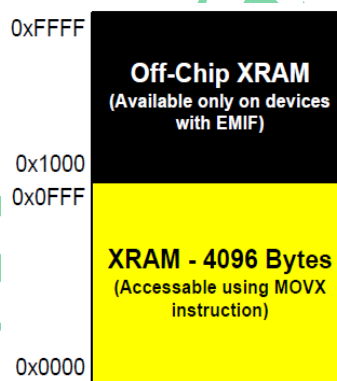 0xFFFF
Off-Chip XRAM
(Available only on devices
with EMIF)
0x1000
0x0FFF
XRAM - 4096 Bytes
(Accessable using MOVX
instruction)
0x0000